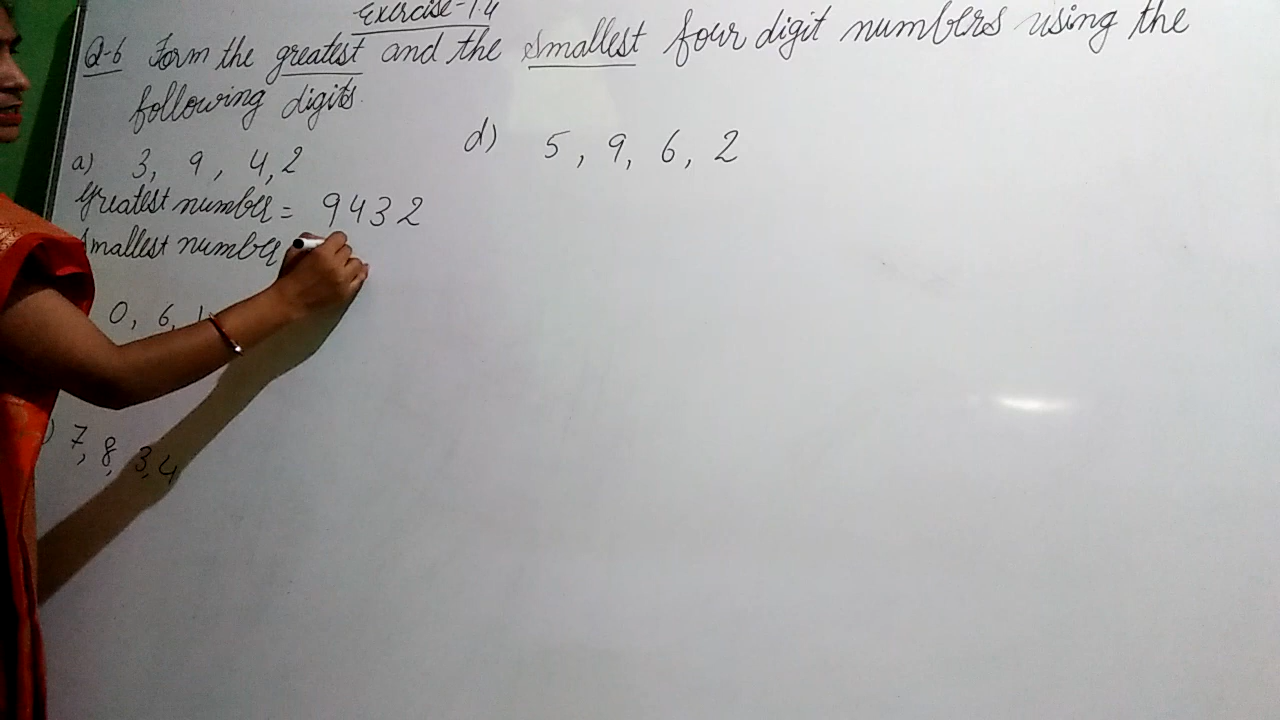 Exercise-1.4
Q-6 Form the greatest and the smallest four digit numbers using the
following digits.
a) 3, 9, 4, 2
Greatest number = 9432
Smallest number
0, 6, 1
) 7, 8, 3, 4
d) 5, 9, 6, 2